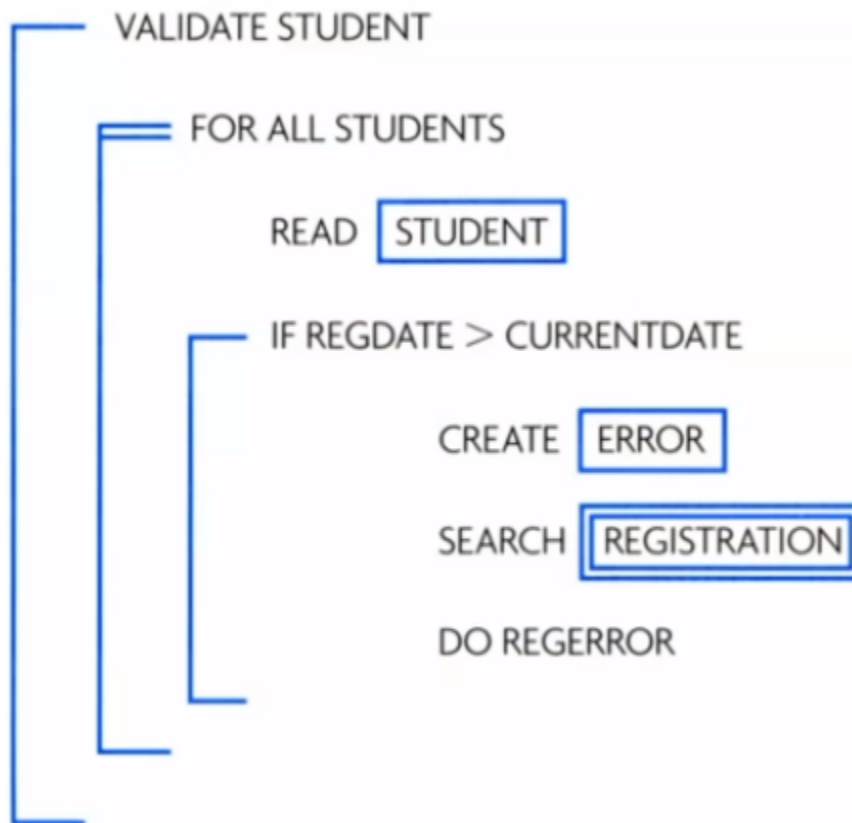 VALIDATE STUDENT
FOR ALL STUDENTS
READ STUDENT
IF REGDATE > CURRENTDATE
CREATE ERROR
SEARCH REGISTRATION
DO REGERROR